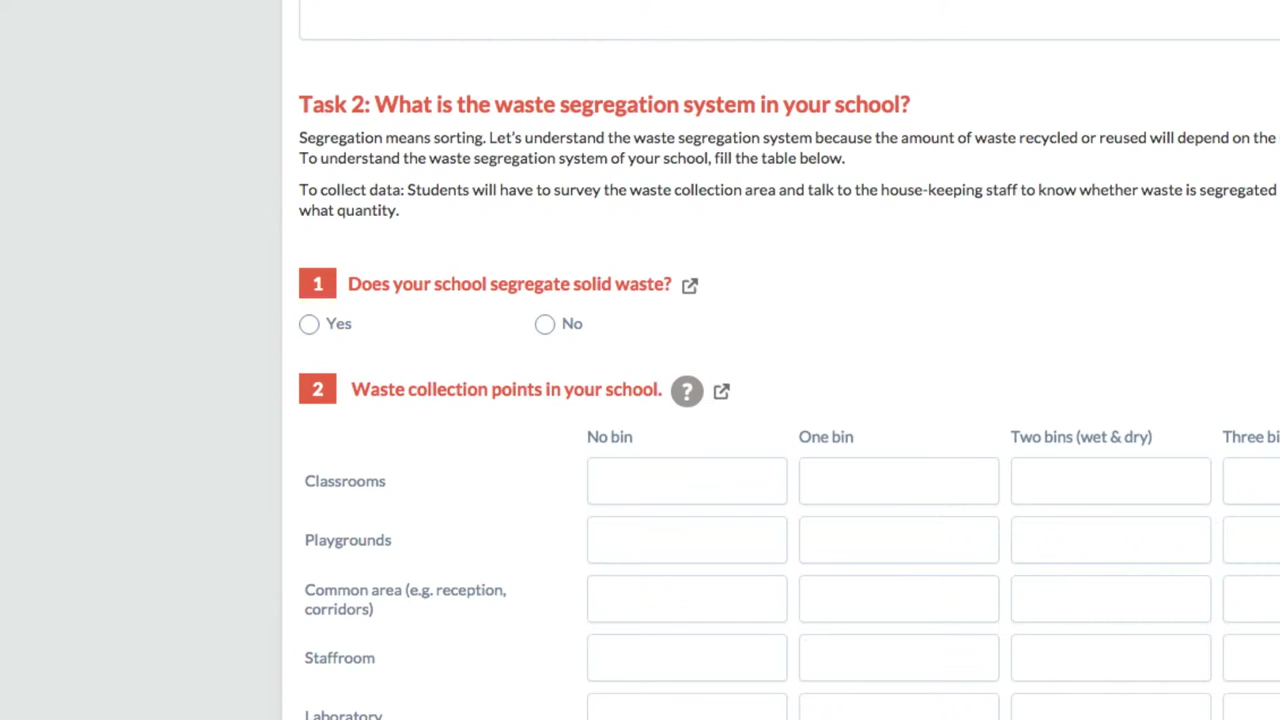 Task 2: What is the waste segregation system in your school?
Segregation means sorting. Let's understand the waste segregation system because the amount of waste recycled or reused will depend on the
To understand the waste segregation system of your school, fill the table below.
To collect data: Students will have to survey the waste collection area and talk to the house-keeping staff to know whether waste is segregated
what quantity.
1 Does your school segregate solid waste?
Yes No
2 Waste collection points in your school. ?
No bin One bin Two bins (wet & dry) Three bi
Classrooms
Playgrounds
Common area (e.g. reception,
corridors)
Staffroom
Laboratory